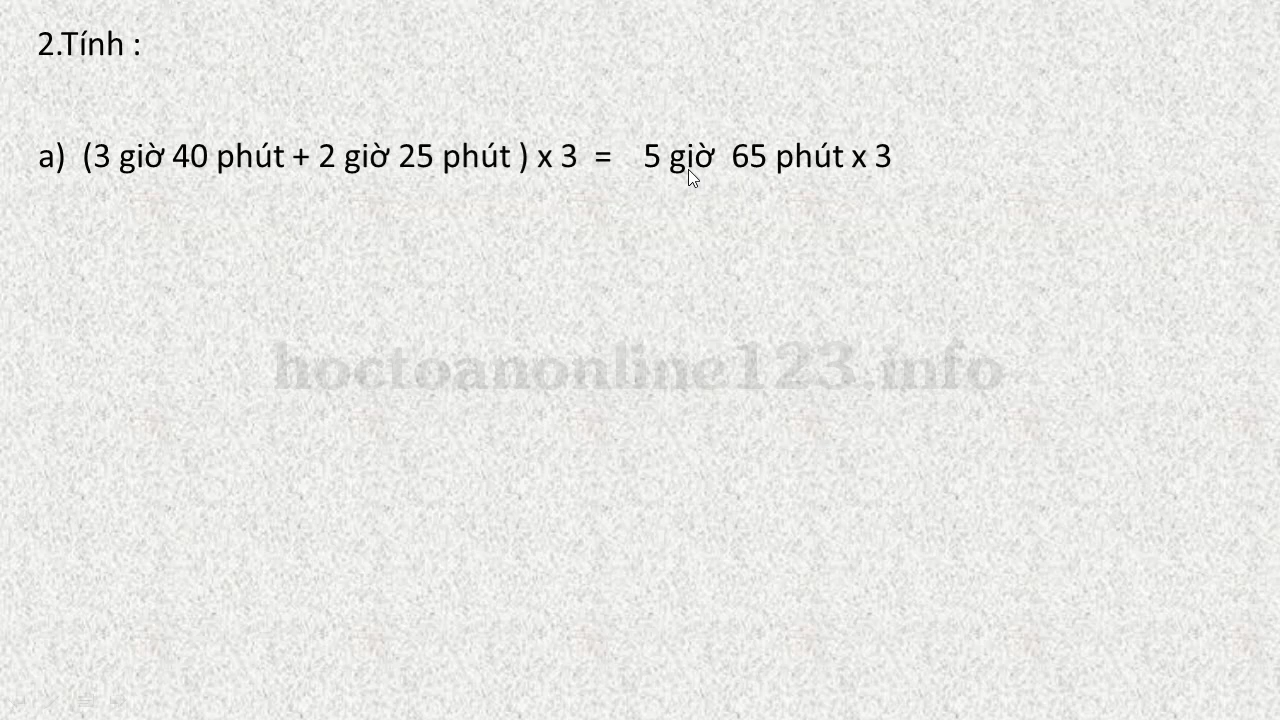 2.Tính :
a) (3 giờ 40 phút + 2 giờ 25 phút ) x 3 = 5 giờ 65 phút x 3
hoctoanonline123.info